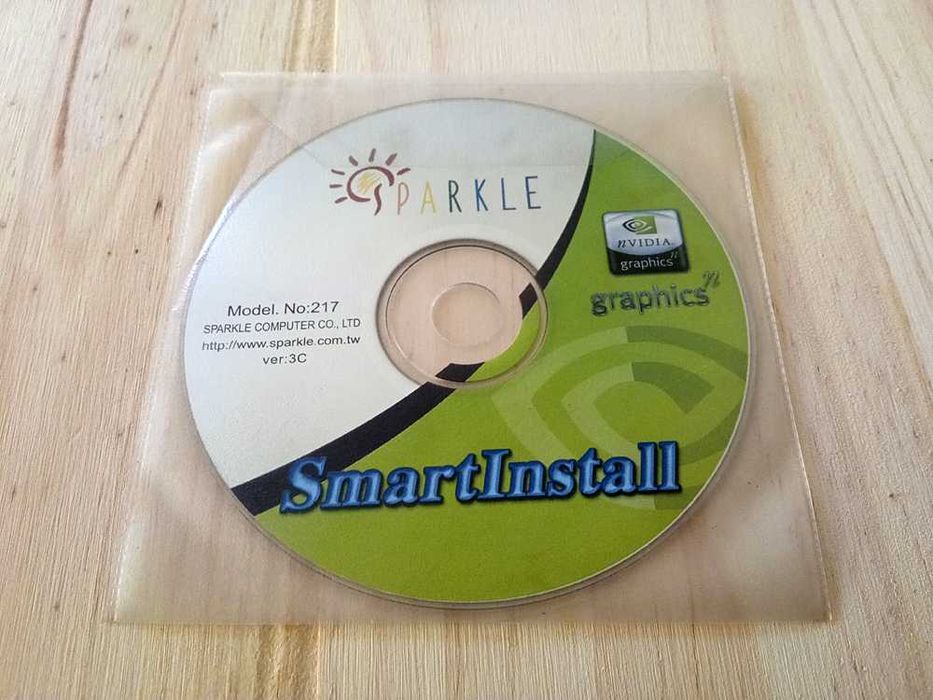 SPARKLE
nVIDIA
graphics
graphics n
Model. No:217
SPARKLE COMPUTER CO., LTD
http://www.sparkle.com.tw
ver:3C
SmartInstall